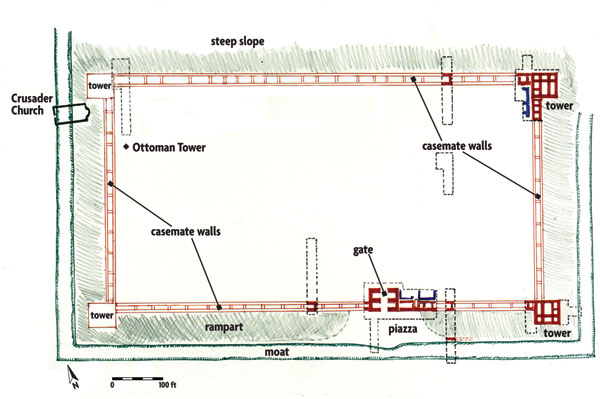 steep slope
tower
Crusader
Church
tower
casemate walls
Ottoman Tower
casemate walls
gate
tower
rampart
piazza
tower
moat
N
0
100 ft